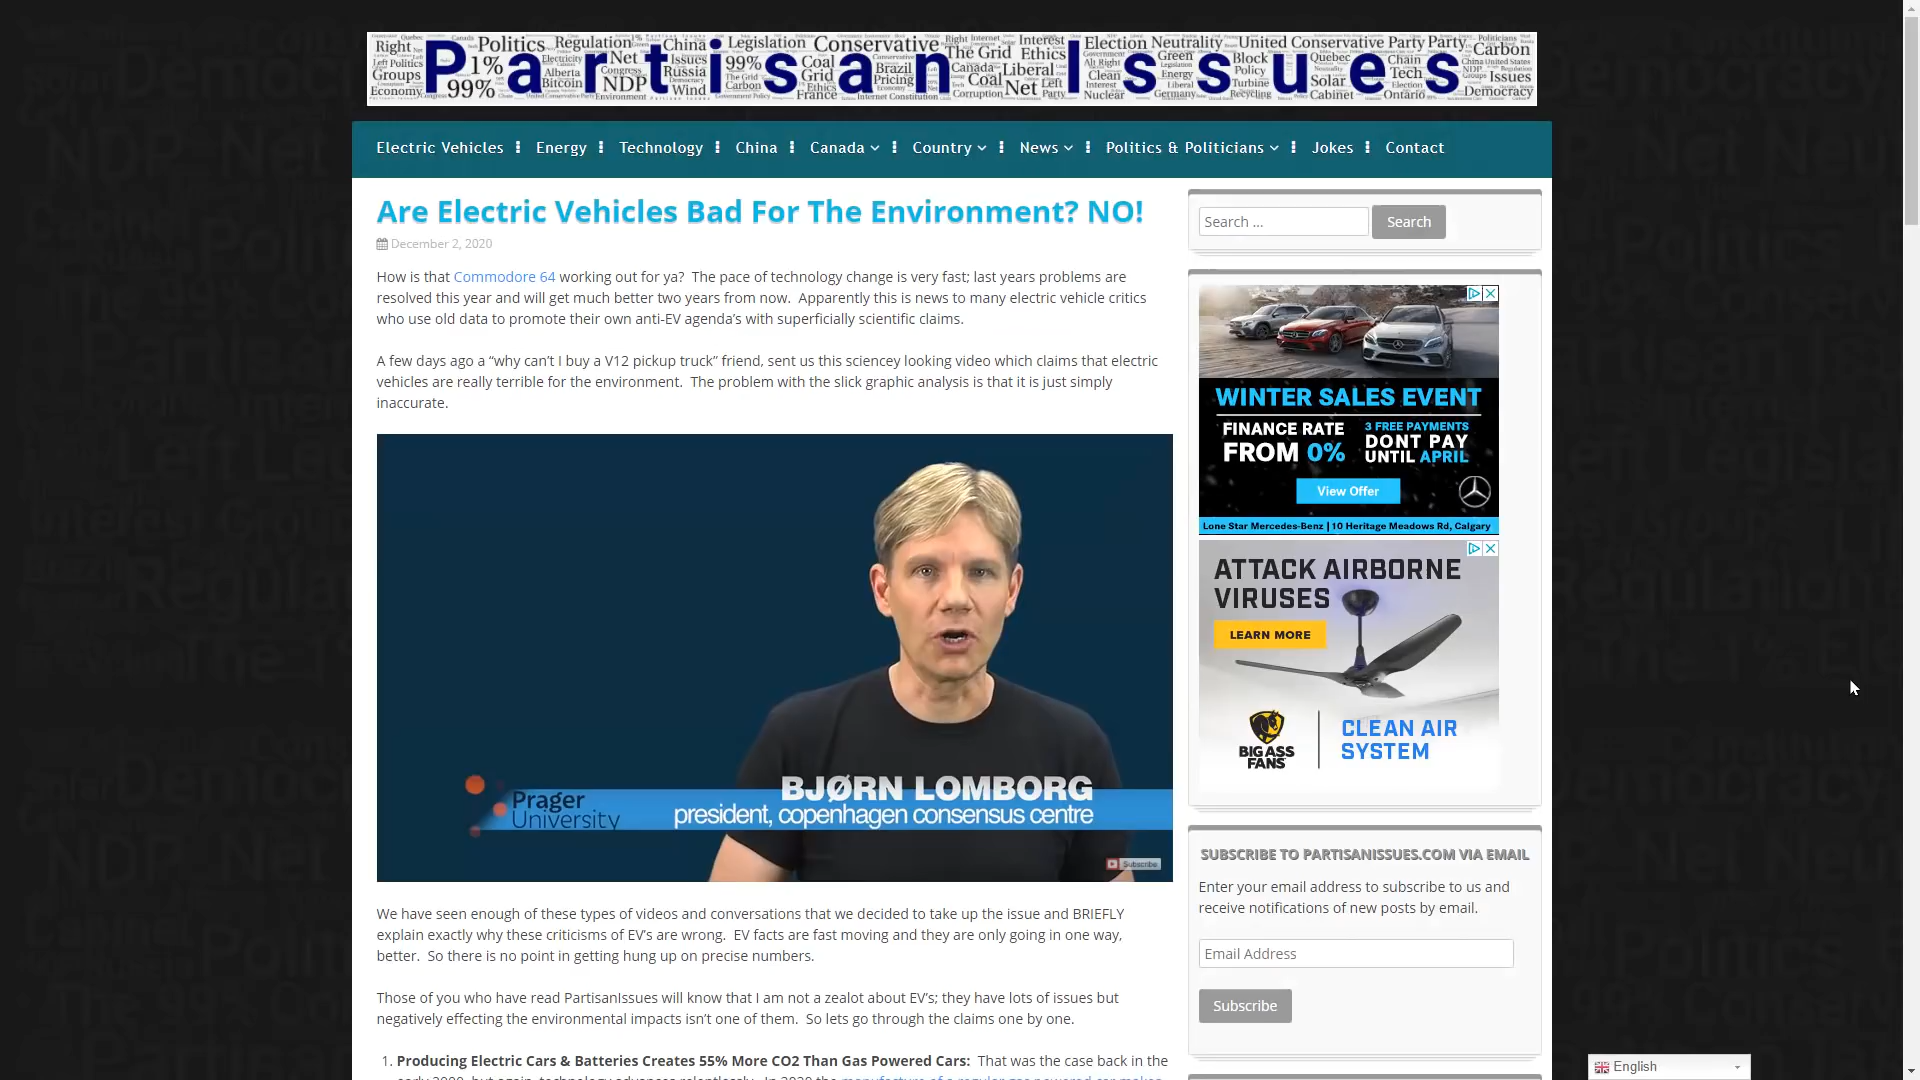 Partisan Issues
Electric Vehicles
Energy
Technology
China
Canada
Country
News
Politics & Politicians
Jokes
Contact
Are Electric Vehicles Bad For The Environment? NO!
December 2, 2020
How is that Commodore 64 working out for ya?  The pace of technology change is very fast; last years problems are
resolved this year and will get much better two years from now.  Apparently this is news to many electric vehicle critics
who use old data to promote their own anti-EV agenda's with superficially scientific claims.
A few days ago a “why can’t I buy a V12 pickup truck” friend, sent us this sciencey looking video which claims that electric
vehicles are really terrible for the environment.  The problem with the slick graphic analysis is that it is just simply
inaccurate.
Prager
University
BJØRN LOMBORG
president, copenhagen consensus centre
Subscribe
We have seen enough of these types of videos and conversations that we decided to take up the issue and BRIEFLY
explain exactly why these criticisms of EV’s are wrong.  EV facts are fast moving and they are only going in one way,
better.  So there is no point in getting hung up on precise numbers.
Those of you who have read PartisanIssues will know that I am not a zealot about EV’s; they have lots of issues but
negatively effecting the environmental impacts isn’t one of them.  So lets go through the claims one by one.
1. Producing Electric Cars & Batteries Creates 55% More CO2 Than Gas Powered Cars:  That was the case back in the
Search ...
Search
WINTER SALES EVENT
FINANCE RATE
FROM 0%
3 FREE PAYMENTS
DONT PAY
UNTIL APRIL
View Offer
Lone Star Mercedes-Benz | 10 Heritage Meadows Rd, Calgary
ATTACK AIRBORNE
VIRUSES
LEARN MORE
BIG ASS
FANS
CLEAN AIR
SYSTEM
SUBSCRIBE TO PARTISANISSUES.COM VIA EMAIL
Enter your email address to subscribe to us and
receive notifications of new posts by email.
Email Address
Subscribe
English